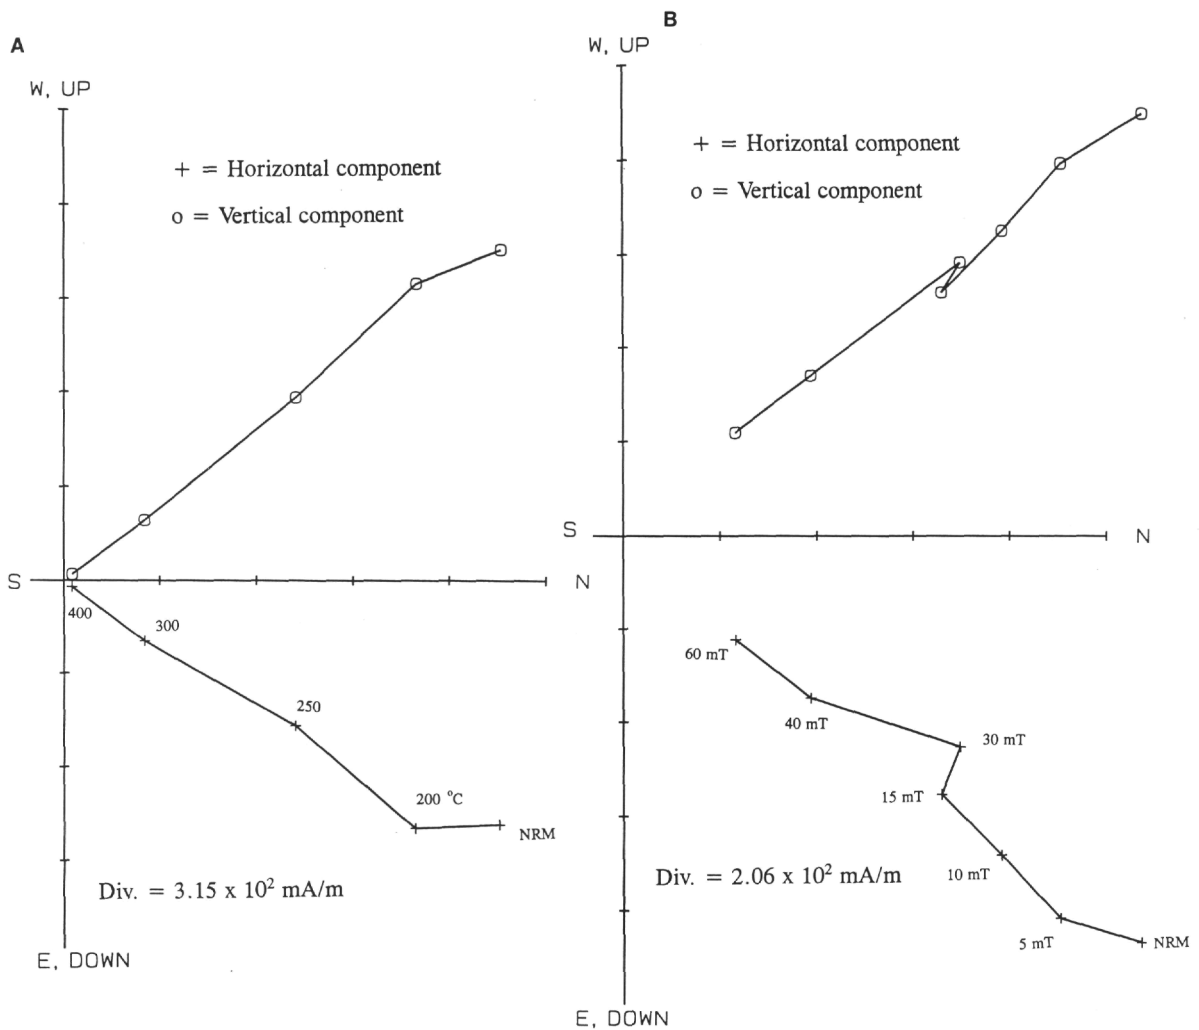 A
W, UP
+ = Horizontal component
o = Vertical component
S
N
400
300
250
200 °C
NRM
Div. = 3.15 x 10² mA/m
E, DOWN
B
W, UP
+ = Horizontal component
o = Vertical component
S
N
60 mT
40 mT
30 mT
15 mT
10 mT
5 mT
NRM
Div. = 2.06 x 10² mA/m
E, DOWN